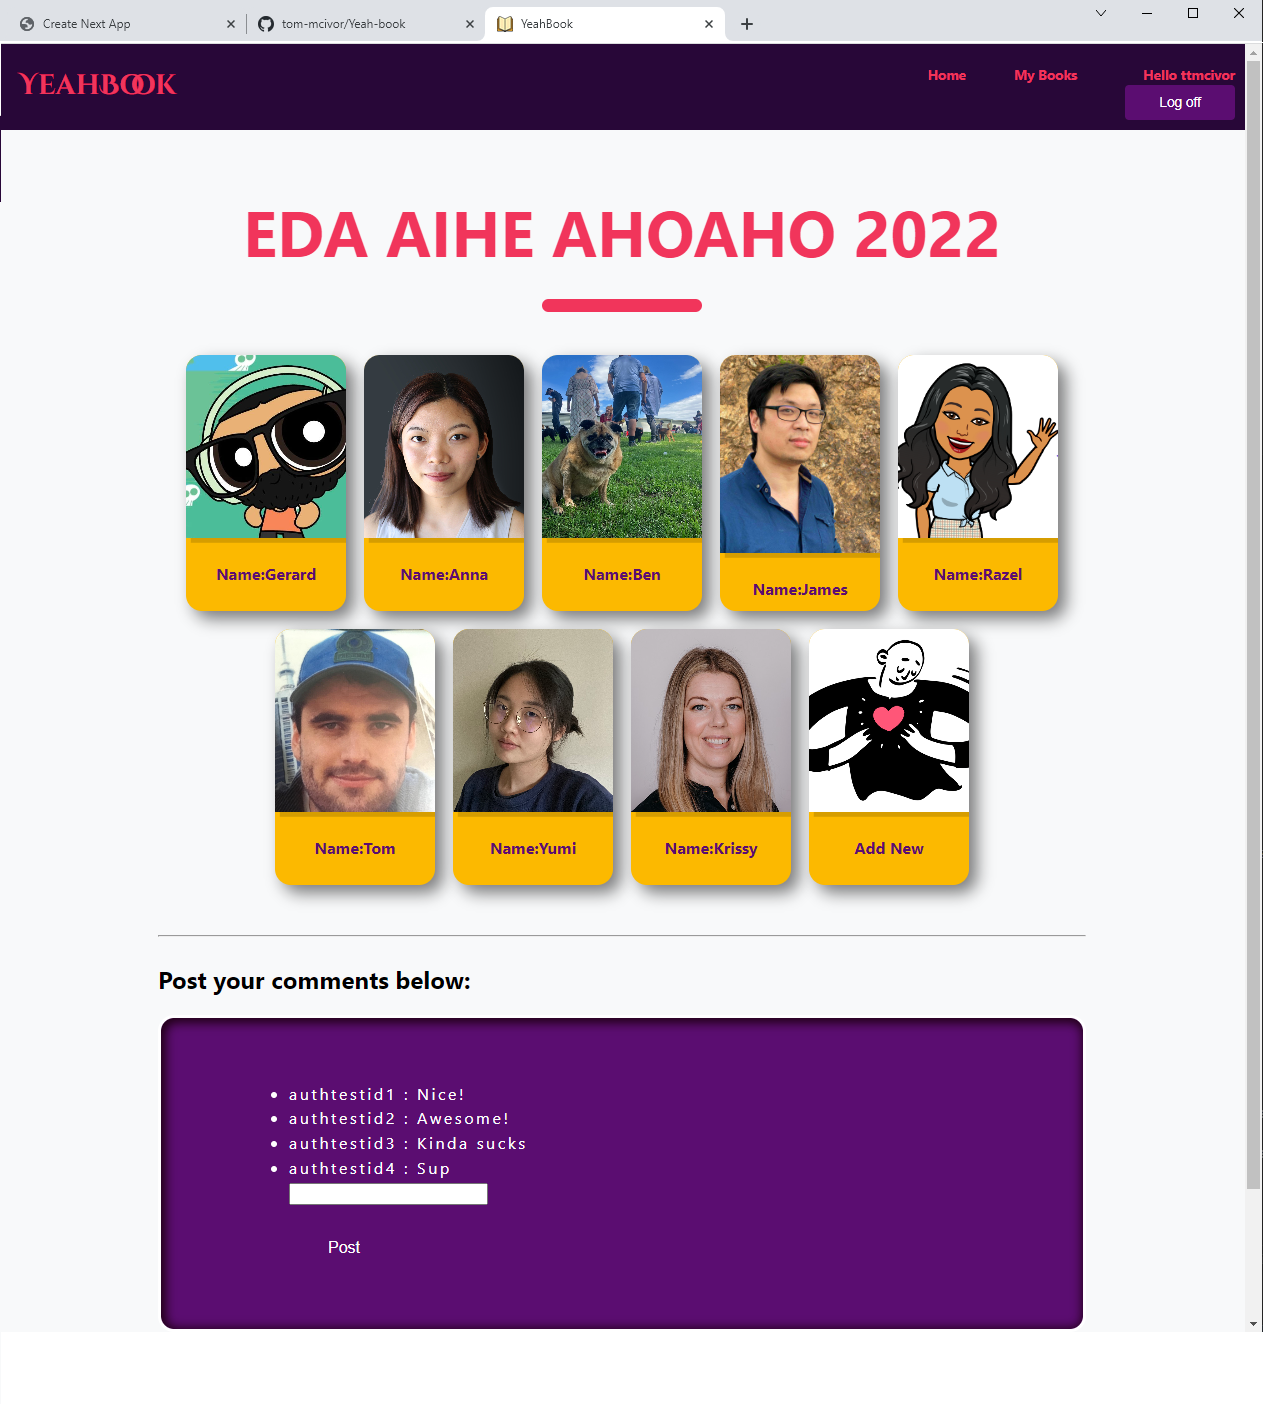 Create Next App
tom-mcivor/Yeah-book
YeahBook
YEAHBOOK
Home
My Books
Hello ttmcivor
Log off
EDA AIHE AHOAHO 2022
Name:Gerard
Name:Anna
Name:Ben
Name:James
Name:Razel
Name:Tom
Name:Yumi
Name:Krissy
Add New
Post your comments below:
authtestid1 : Nice!
authtestid2 : Awesome!
authtestid3 : Kinda sucks
authtestid4 : Sup
Post